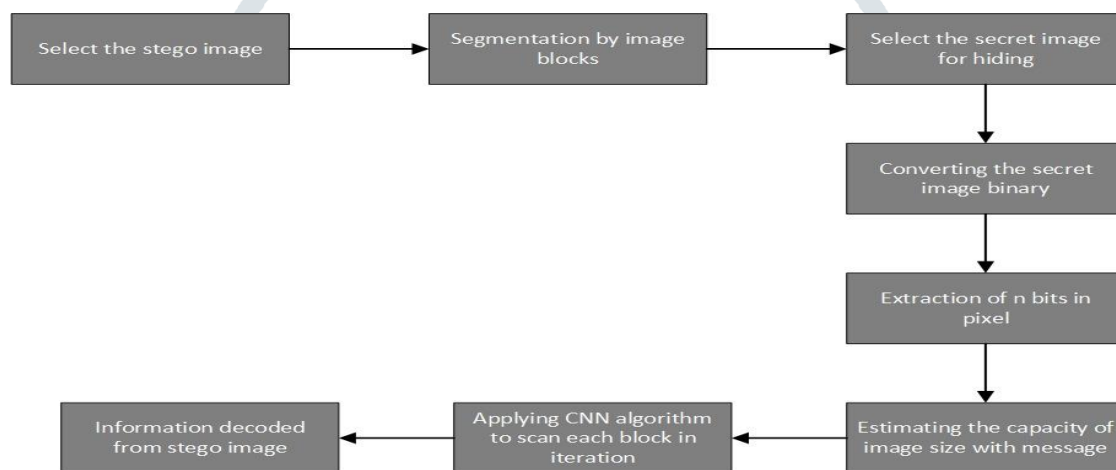 Select the stego image
Segmentation by image
blocks
Select the secret image
for hiding
Converting the secret
image binary
Extraction of n bits in
pixel
Estimating the capacity of
image size with message
Applying CNN algorithm
to scan each block in
iteration
Information decoded
from stego image